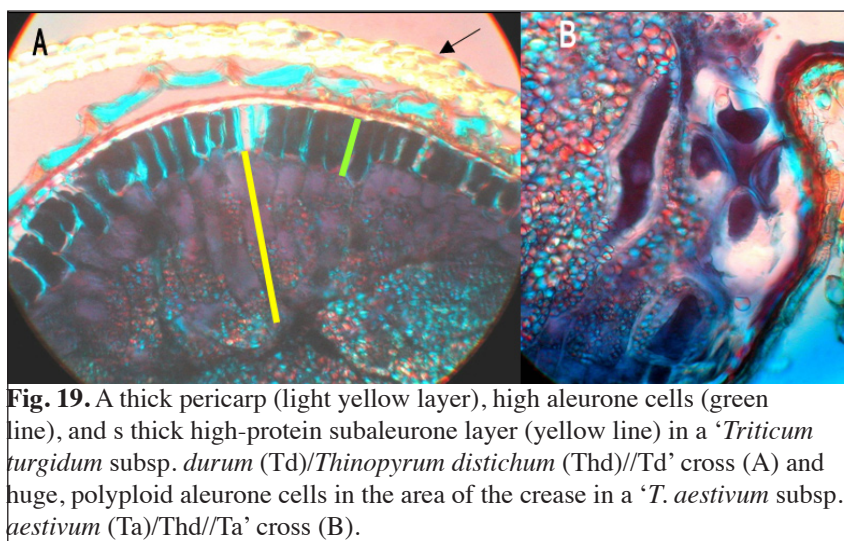 A
B
Fig. 19. A thick pericarp (light yellow layer), high aleurone cells (green
line), and s thick high-protein subaleurone layer (yellow line) in a ‘Triticum
turgidum subsp. durum (Td)/Thinopyrum distichum (Thd)//Td’ cross (A) and
huge, polyploid aleurone cells in the area of the crease in a ‘T. aestivum subsp.
aestivum (Ta)/Thd//Ta’ cross (B).